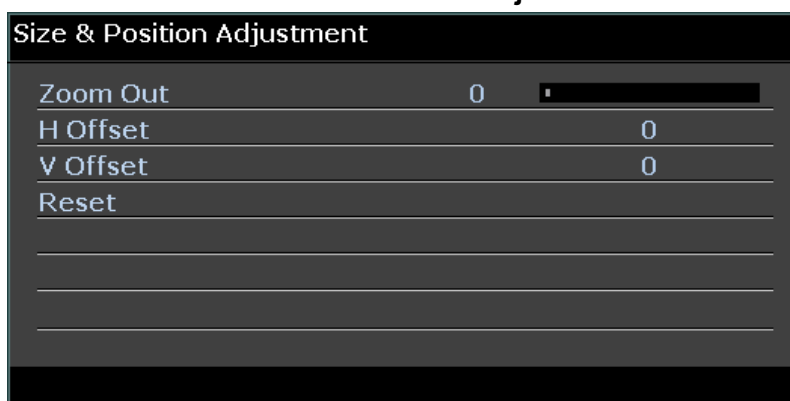 Size & Position Adjustment
Zoom Out 0
H Offset 0
V Offset 0
Reset